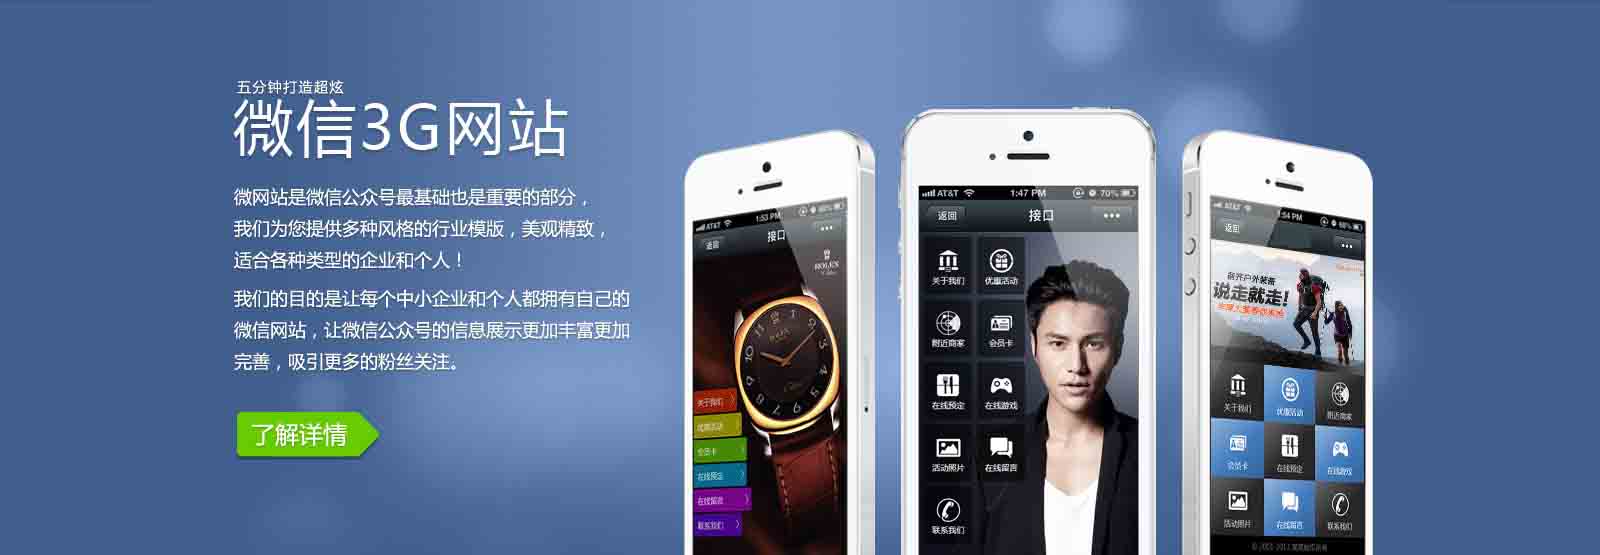 五分钟打造超炫
微信3G网站
微网站是微信公众号最基础也是重要的部分，
我们为您提供多种风格的行业模版，美观精致，
适合各种类型的企业和个人！
我们的目的是让每个中小企业和个人都拥有自己的
微信网站，让微信公众号的信息展示更加丰富更加
完善，吸引更多的粉丝关注。
了解详情
AT&T 1:53 PM
返回 接口
关于我们
优惠活动
会员卡
在线预定
在线留言
联系我们
AT&T 1:47 PM 70%
返回 接口
关于我们 优惠活动
附近商家 会员卡
在线预定 在线游戏
活动照片 在线留言
联系我们
AT&T 1:54 PM
返回
户外装备
说走就走!
关于我们 优惠活动 附近商家
会员卡 在线预定 在线游戏
活动照片 在线留言 联系我们